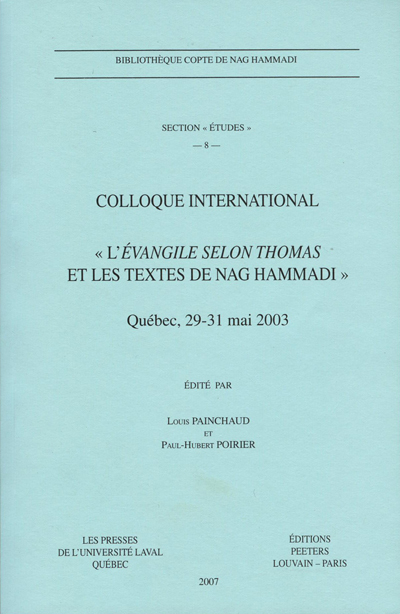 BIBLIOTHÈQUE COPTE DE NAG HAMMADI
SECTION « ÉTUDES »
— 8 —
COLLOQUE INTERNATIONAL
« L'ÉVANGILE SELON THOMAS
ET LES TEXTES DE NAG HAMMADI »
Québec, 29-31 mai 2003
ÉDITÉ PAR
LOUIS PAINCHAUD
ET
PAUL-HUBERT POIRIER
LES PRESSES
DE L'UNIVERSITÉ LAVAL
QUÉBEC
ÉDITIONS
PEETERS
LOUVAIN – PARIS
2007